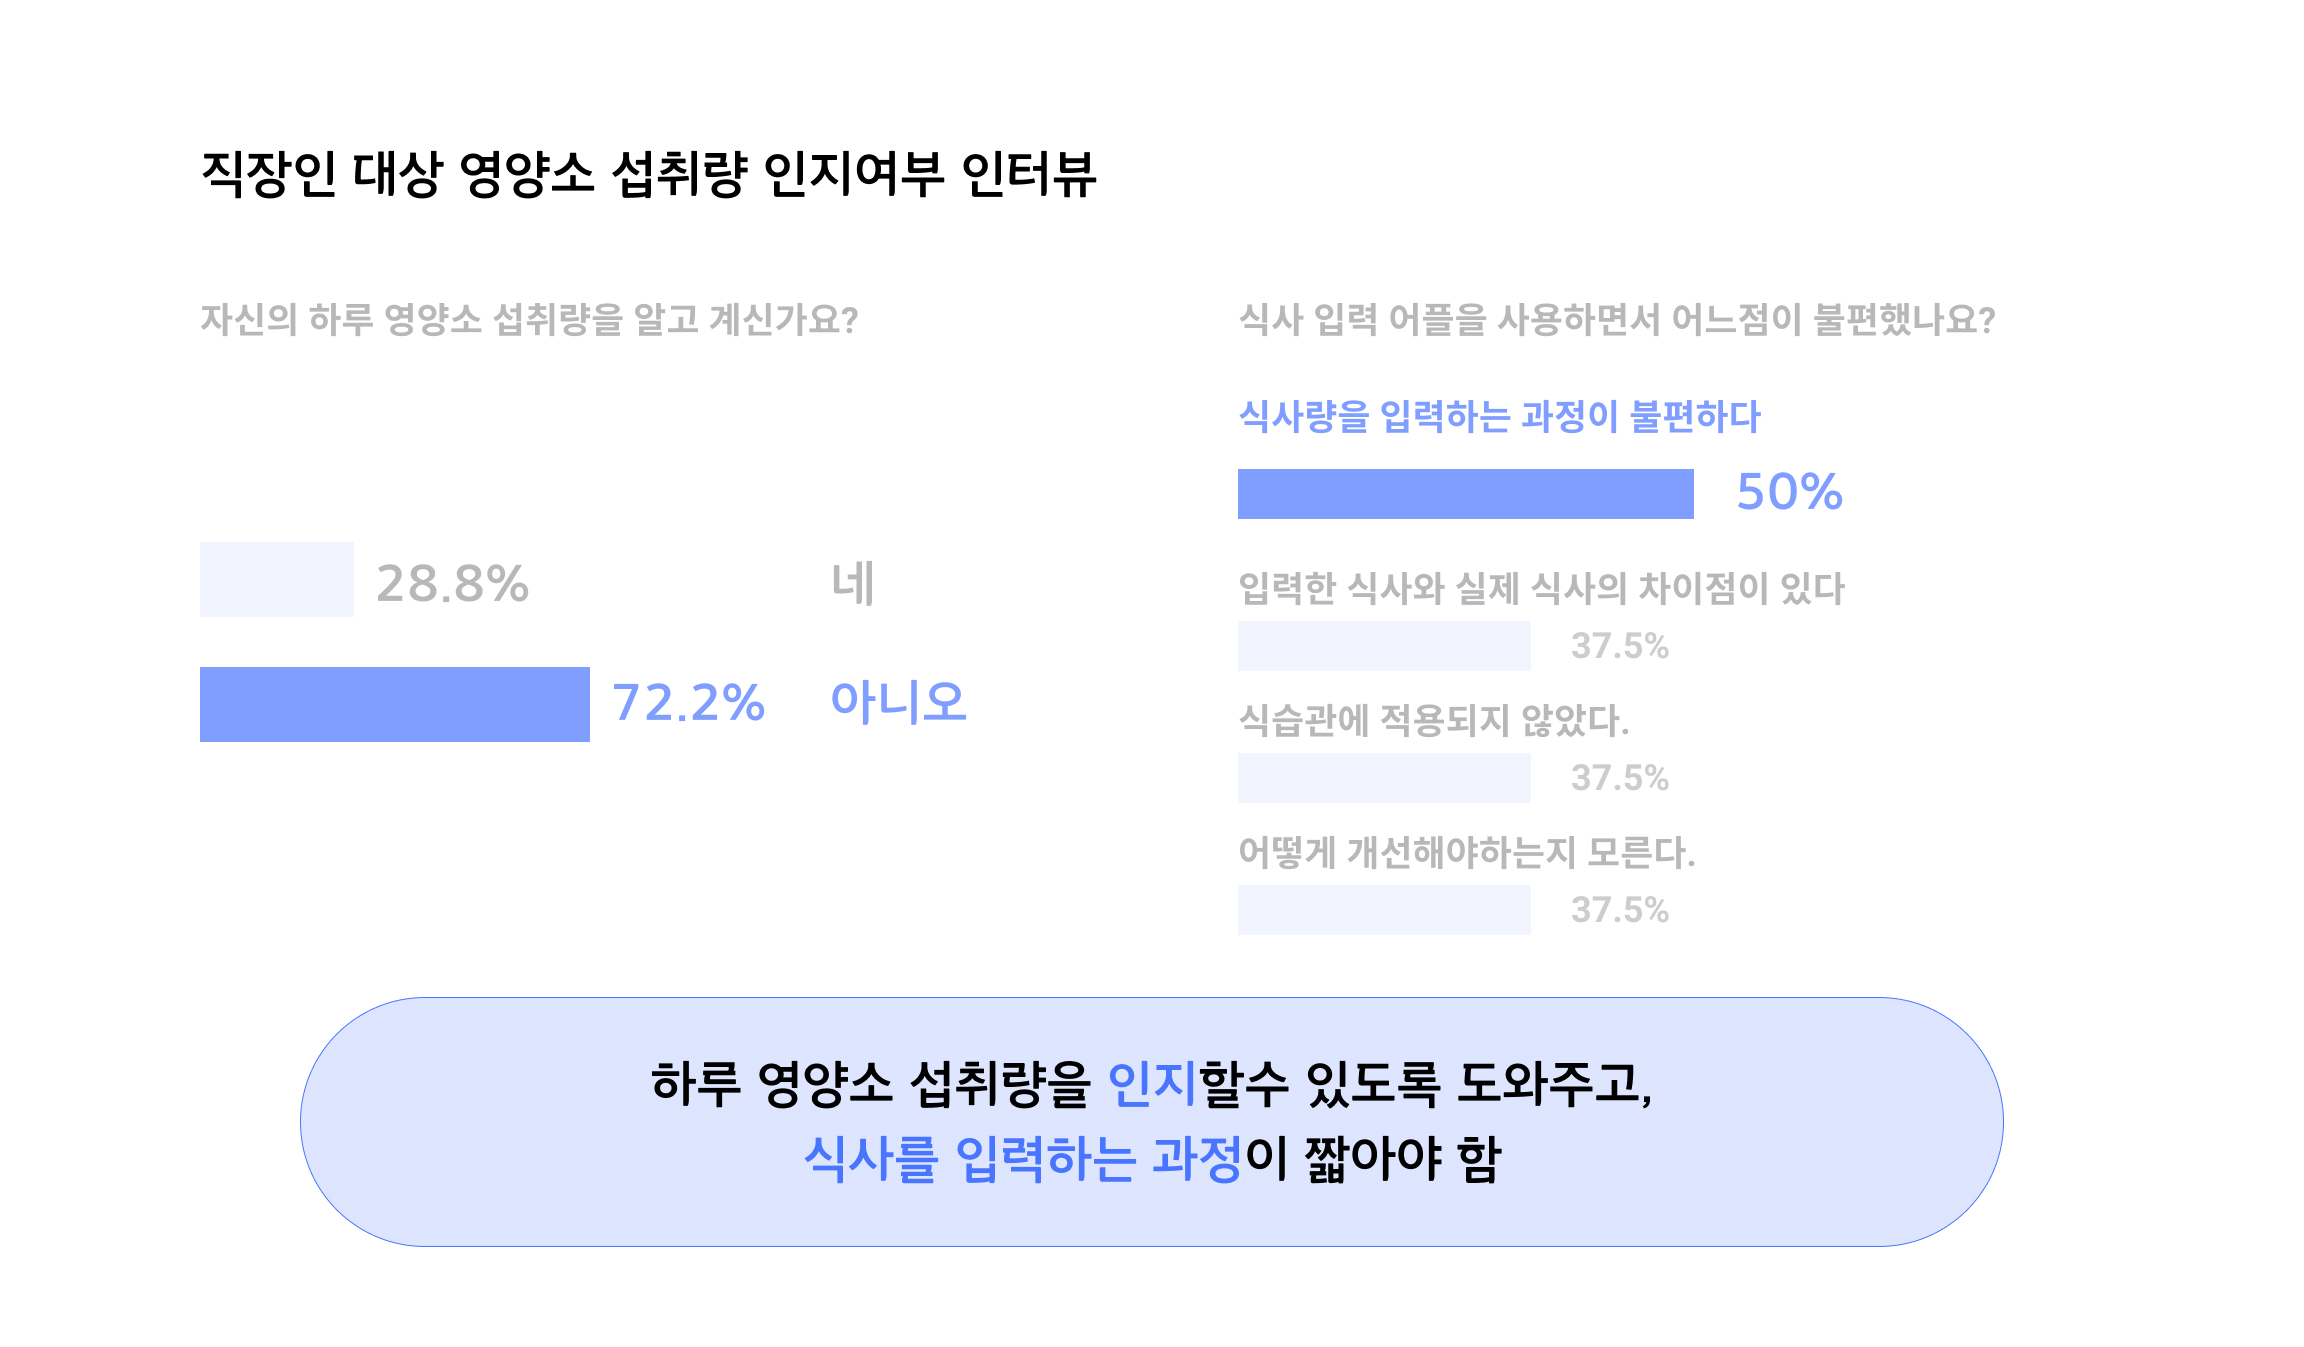 직장인 대상 영양소 섭취량 인지여부 인터뷰
자신의 하루 영양소 섭취량을 알고 계신가요?
28.8% 네
72.2% 아니오
식사 입력 어플을 사용하면서 어느점이 불편했나요?
식사량을 입력하는 과정이 불편하다
50%
입력한 식사와 실제 식사의 차이점이 있다
37.5%
식습관에 적용되지 않았다.
37.5%
어떻게 개선해야하는지 모른다.
37.5%
하루 영양소 섭취량을 인지할수 있도록 도와주고,
식사를 입력하는 과정이 짧아야 함